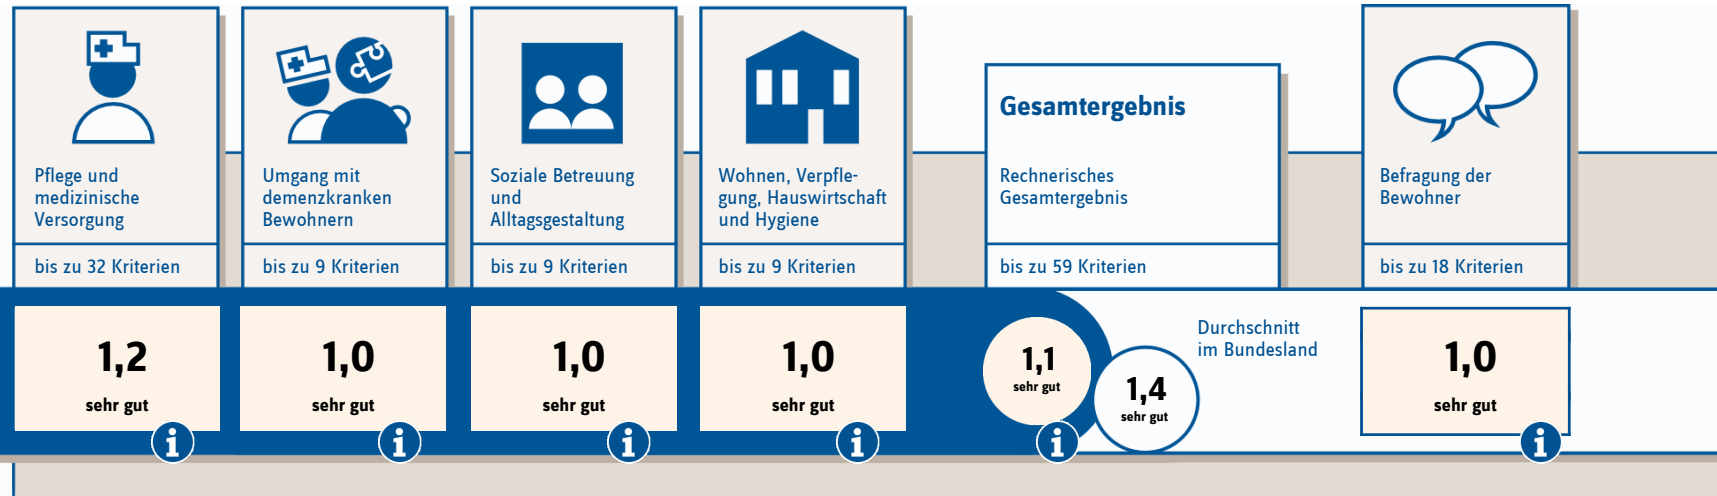 Pflege und
medizinische
Versorgung
bis zu 32 Kriterien
1,2
sehr gut
i
Umgang mit
demenzkranken
Bewohnern
bis zu 9 Kriterien
1,0
sehr gut
i
Soziale Betreuung
und
Alltagsgestaltung
bis zu 9 Kriterien
1,0
sehr gut
i
Wohnen, Verpfle-
gung, Hauswirtschaft
und Hygiene
bis zu 9 Kriterien
1,0
sehr gut
i
Gesamtergebnis
Rechnerisches
Gesamtergebnis
bis zu 59 Kriterien
1,1
sehr gut
i
1,4
sehr gut
Durchschnitt
im Bundesland
Befragung der
Bewohner
bis zu 18 Kriterien
1,0
sehr gut
i